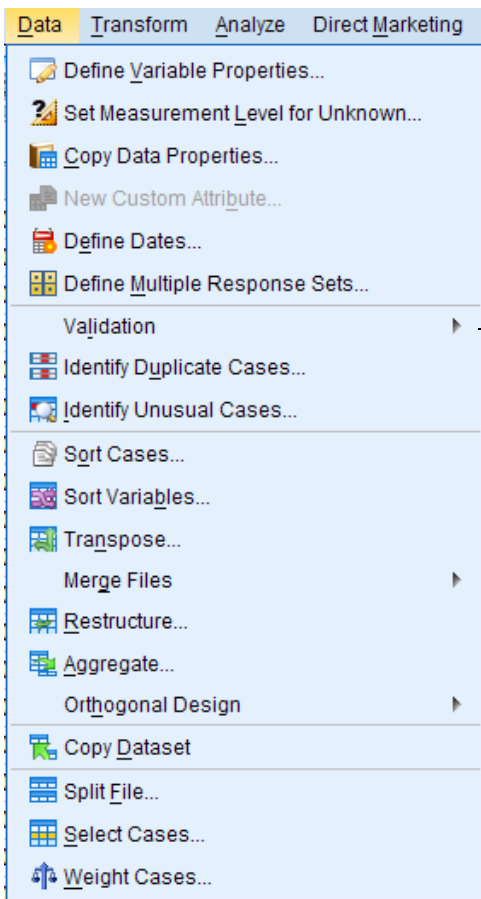 Data Transform Analyze Direct Marketing
Define Variable Properties...
Set Measurement Level for Unknown...
Copy Data Properties...
New Custom Attribute...
Define Dates...
Define Multiple Response Sets...
Validation
Identify Duplicate Cases...
Identify Unusual Cases...
Sort Cases...
Sort Variables...
Transpose...
Merge Files
Restructure...
Aggregate...
Orthogonal Design
Copy Dataset
Split File...
Select Cases...
Weight Cases...